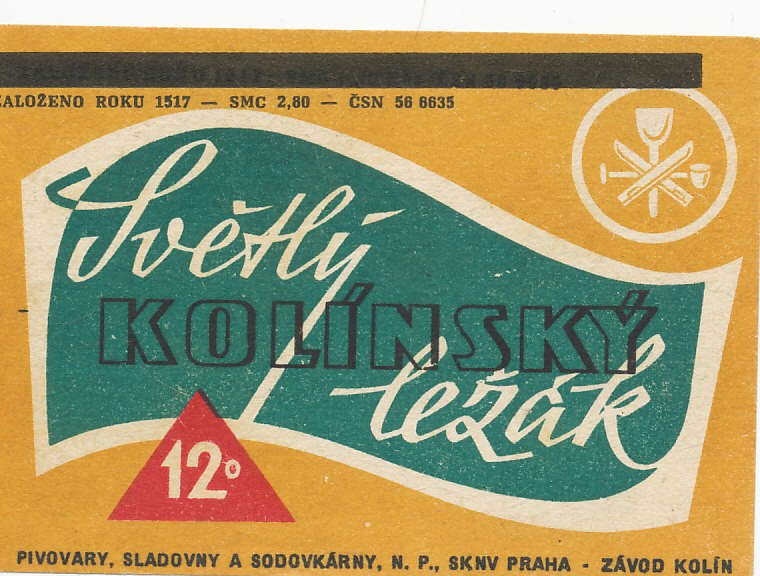 ZALOŽENO ROKU 1517 — SMC 2,80 — ČSN 56 6635
Světlý
KOLÍNSKÝ
ležák
12°
PIVOVARY, SLADOVNY A SODOVKÁRNY, N. P., SKNV PRAHA - ZÁVOD KOLÍN